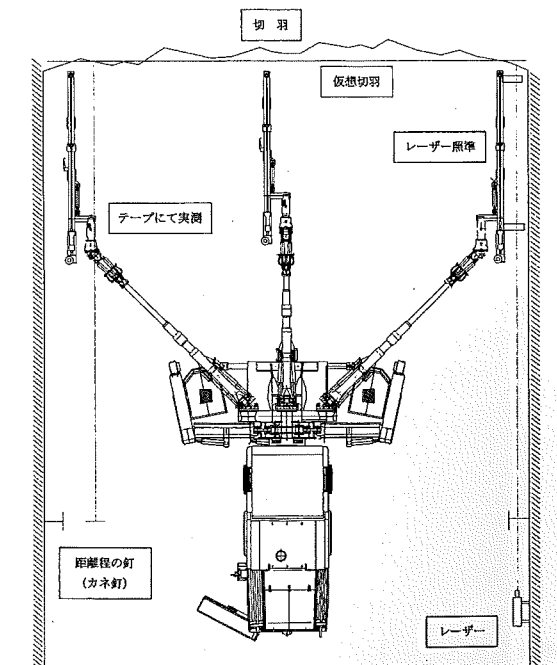 切 羽
仮想切羽
レーザー照準
テープにて実測
距離程の釘
(カネ釘)
レーザー